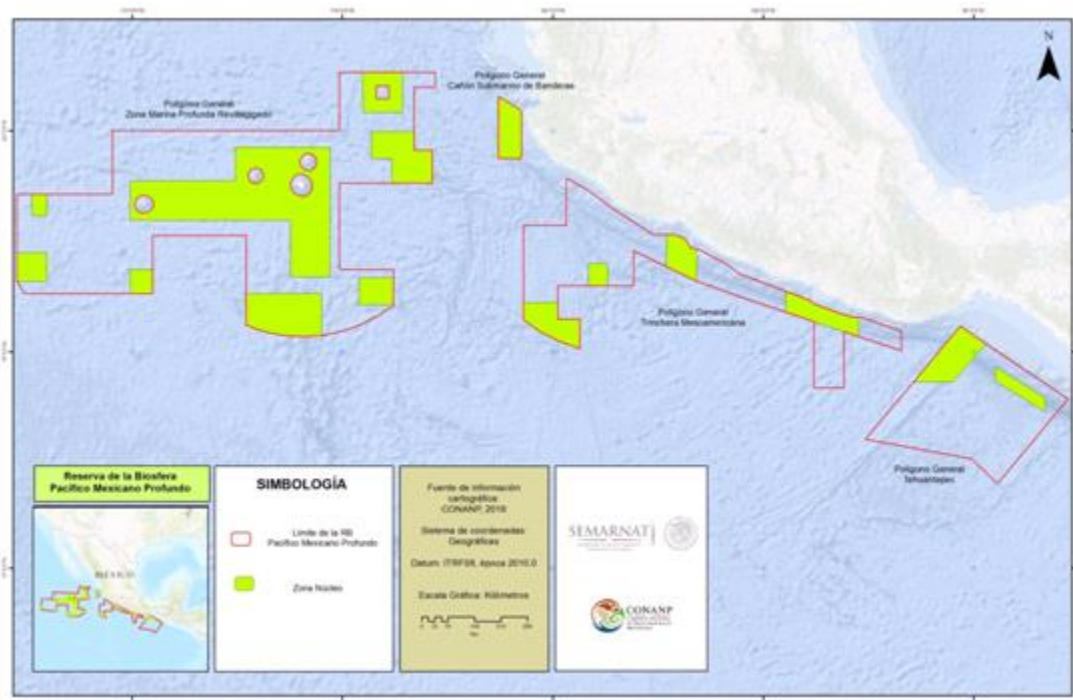 N
Polígono General
Cañón Submarino de Banderas
Polígono General
Zona Marina Profunda Revillagigedo
Polígono General
Trinchera Mesoamericana
Polígono General
Tehuantepec
Reserva de la Biosfera
Pacífico Mexicano Profundo
MEXICO
SIMBOLOGÍA
Límite de la RB
Pacífico Mexicano Profundo
Zona Núcleo
Fuente de información
cartográfica
CONANP, 2018
Sistema de coordenadas
Geográficas
Datum: ITRF08, época 2010.0
Escala Gráfica: Kilómetros
SEMARNAT
CONANP